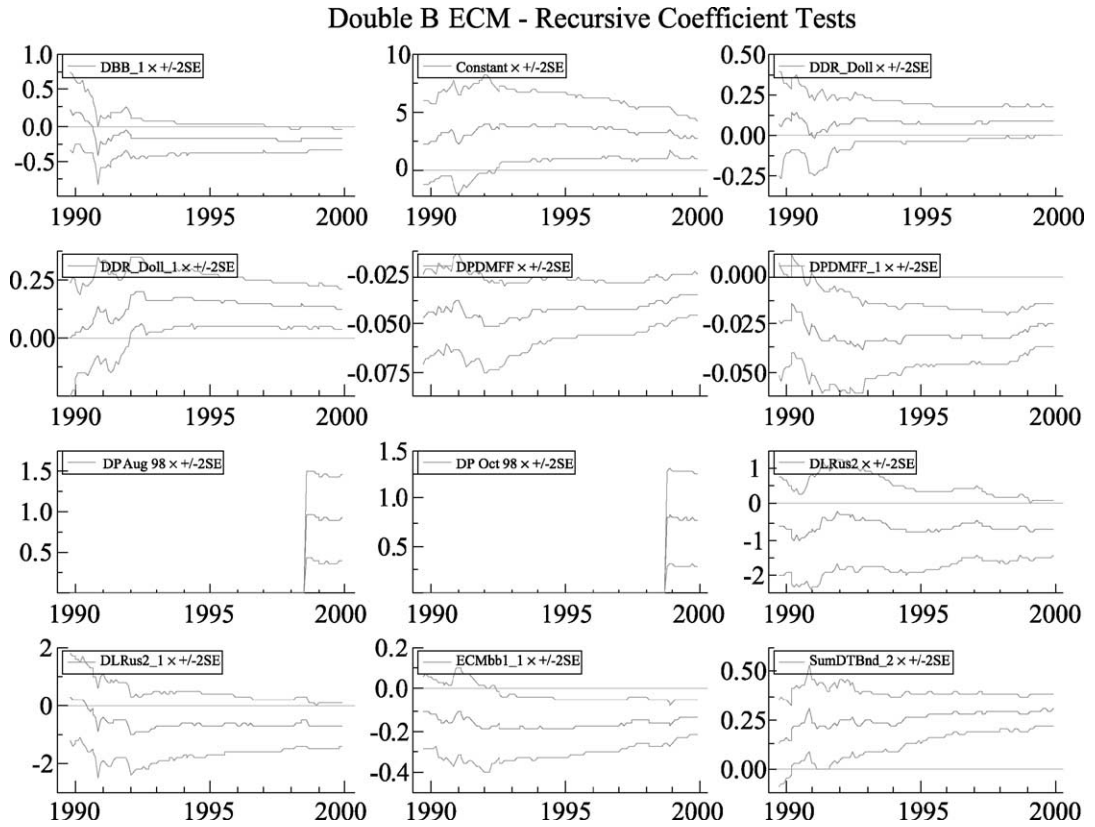 Double B ECM - Recursive Coefficient Tests
DBB_1 × +/-2SE
1.0
0.5
0.0
-0.5
1990 1995 2000
Constant × +/-2SE
10
5
0
1990 1995 2000
DDR_Doll × +/-2SE
0.50
0.25
0.00
-0.25
1990 1995 2000
DDR_Doll_1 × +/-2SE
0.25
0.00
1990 1995 2000
DPDMFF × +/-2SE
-0.025
-0.050
-0.075
1990 1995 2000
DPDMFF_1 × +/-2SE
0.000
-0.025
-0.050
1990 1995 2000
DPAug 98 × +/-2SE
1.5
1.0
0.5
1990 1995 2000
DP Oct 98 × +/-2SE
1.5
1.0
0.5
1990 1995 2000
DLRus2 × +/-2SE
1
0
-1
-2
1990 1995 2000
DLRus2_1 × +/-2SE
2
0
-2
1990 1995 2000
ECMbb1_1 × +/-2SE
0.2
0.0
-0.2
-0.4
1990 1995 2000
SumDTBnd_2 × +/-2SE
0.50
0.25
0.00
1990 1995 2000